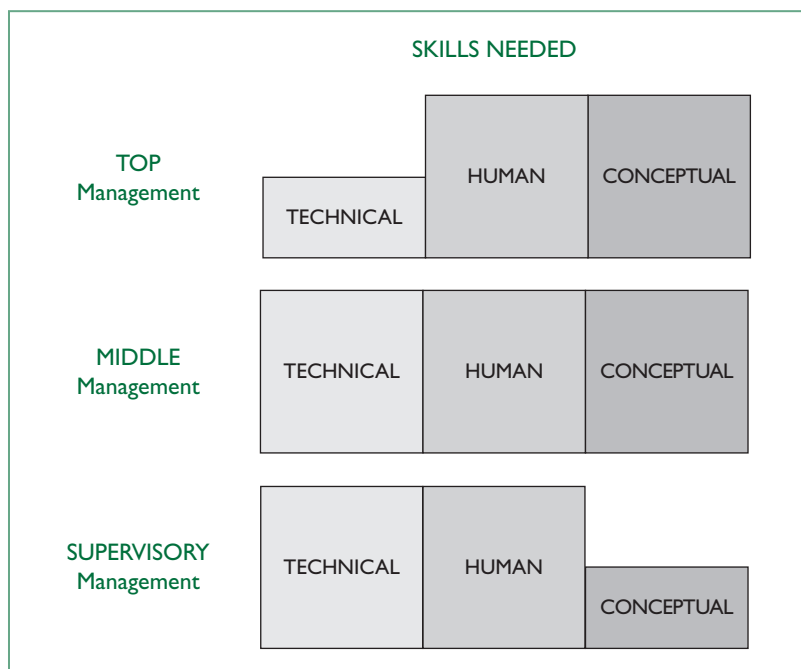 SKILLS NEEDED
TOP
Management
TECHNICAL
HUMAN
CONCEPTUAL
MIDDLE
Management
TECHNICAL
HUMAN
CONCEPTUAL
SUPERVISORY
Management
TECHNICAL
HUMAN
CONCEPTUAL